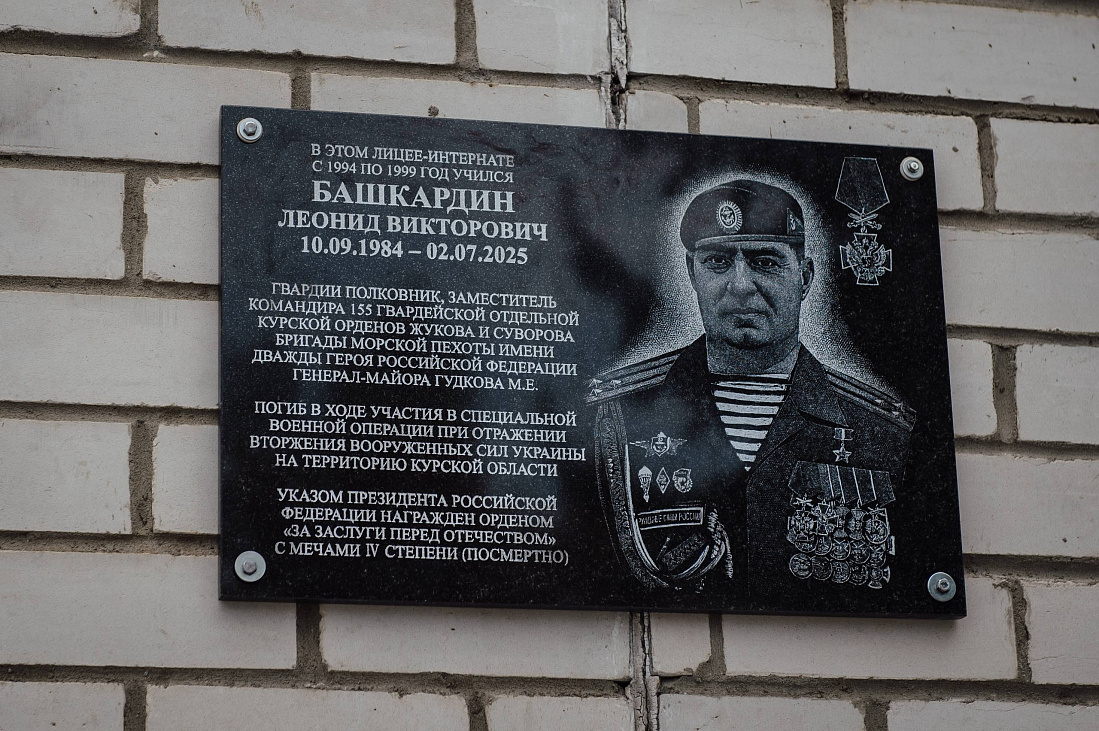 В ЭТОМ ЛИЦЕЕ-ИНТЕРНАТЕ
С 1994 ПО 1999 ГОД УЧИЛСЯ
БАШКАРДИН
ЛЕОНИД ВИКТОРОВИЧ
10.09.1984 – 02.07.2025
ГВАРДИИ ПОЛКОВНИК, ЗАМЕСТИТЕЛЬ
КОМАНДИРА 155 ГВАРДЕЙСКОЙ ОТДЕЛЬНОЙ
КУРСКОЙ ОРДЕНОВ ЖУКОВА И СУВОРОВА
БРИГАДЫ МОРСКОЙ ПЕХОТЫ ИМЕНИ
ДВАЖДЫ ГЕРОЯ РОССИЙСКОЙ ФЕДЕРАЦИИ
ГЕНЕРАЛ-МАЙОРА ГУДКОВА М.Е.
ПОГИБ В ХОДЕ УЧАСТИЯ В СПЕЦИАЛЬНОЙ
ВОЕННОЙ ОПЕРАЦИИ ПРИ ОТРАЖЕНИИ
ВТОРЖЕНИЯ ВООРУЖЕННЫХ СИЛ УКРАИНЫ
НА ТЕРРИТОРИЮ КУРСКОЙ ОБЛАСТИ
УКАЗОМ ПРЕЗИДЕНТА РОССИЙСКОЙ
ФЕДЕРАЦИИ НАГРАЖДЕН ОРДЕНОМ
«ЗА ЗАСЛУГИ ПЕРЕД ОТЕЧЕСТВОМ»
С МЕЧАМИ IV СТЕПЕНИ (ПОСМЕРТНО)
РОССИИ